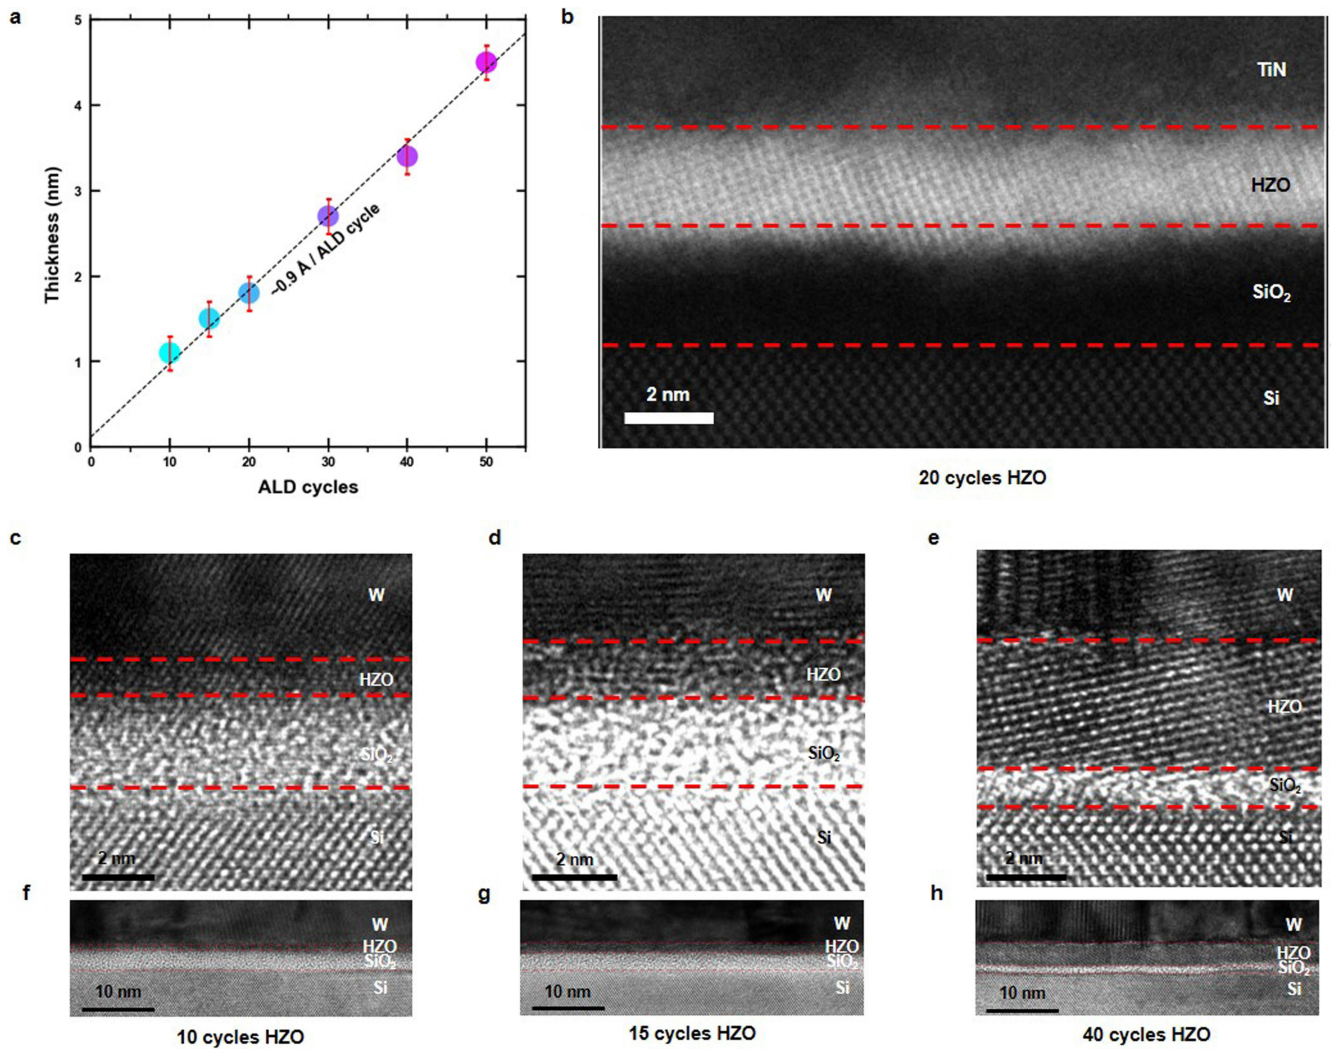 a
5
4
3
2
1
0
Thickness (nm)
~0.9 Å / ALD cycle
0
10
20
30
40
50
ALD cycles
b
TiN
HZO
SiO₂
Si
2 nm
20 cycles HZO
c
W
HZO
SiO₂
Si
2 nm
d
W
HZO
SiO₂
Si
2 nm
e
W
HZO
SiO₂
Si
2 nm
f
W
HZO
SiO₂
Si
10 nm
10 cycles HZO
g
W
HZO
SiO₂
Si
10 nm
15 cycles HZO
h
W
HZO
SiO₂
Si
10 nm
40 cycles HZO